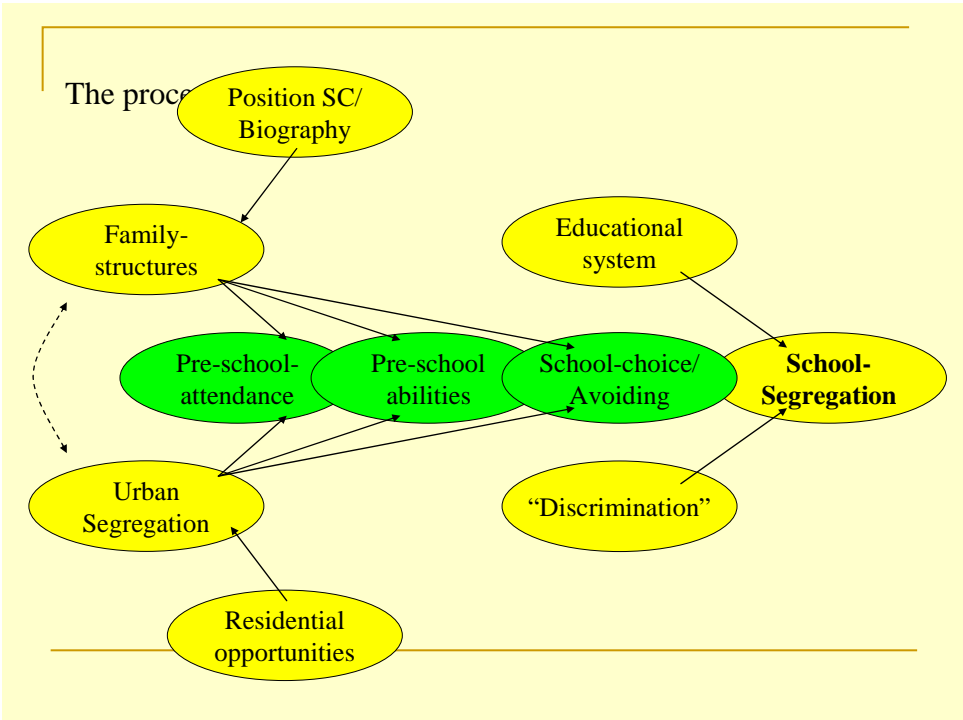 The proce
Position SC/
Biography
Family-
structures
Educational
system
Pre-school-
attendance
Pre-school
abilities
School-choice/
Avoiding
School-
Segregation
Urban
Segregation
“Discrimination”
Residential
opportunities